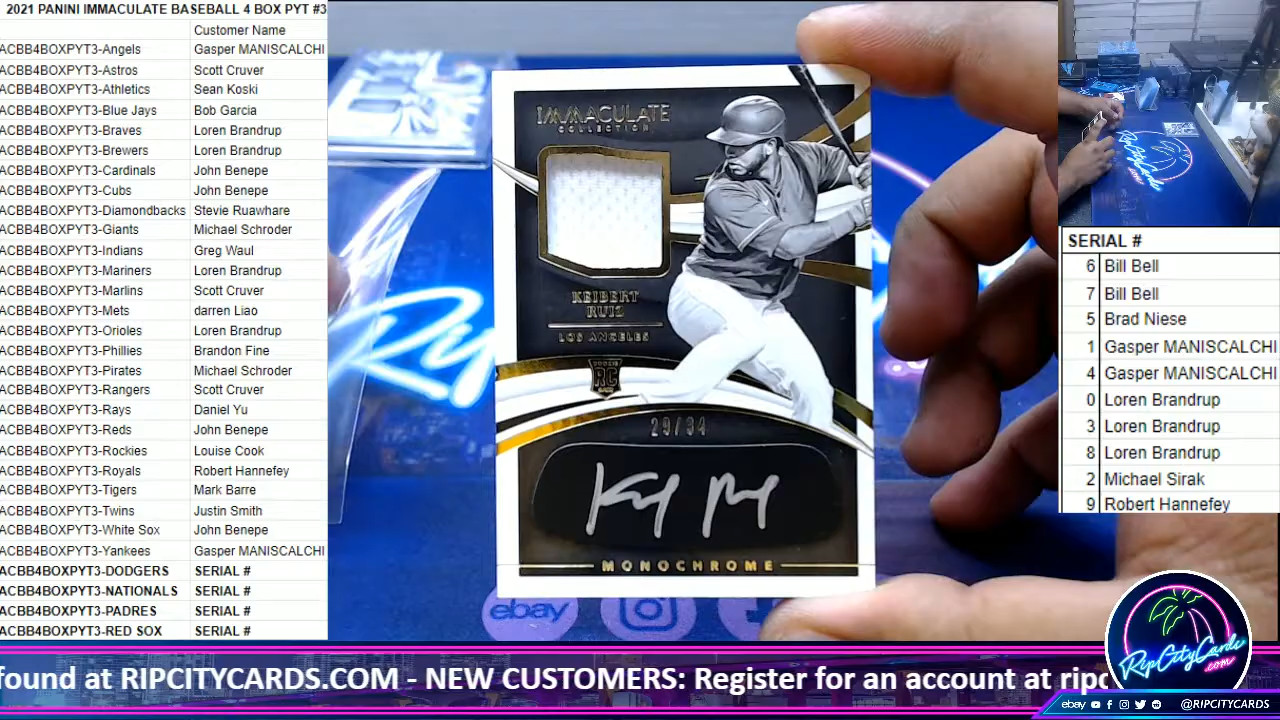 2021 PANINI IMMACULATE BASEBALL 4 BOX PYT #3
Customer Name
ACBB4BOXPYT3-Angels Gasper MANISCALCHI
ACBB4BOXPYT3-Astros Scott Cruver
ACBB4BOXPYT3-Athletics Sean Koski
ACBB4BOXPYT3-Blue Jays Bob Garcia
ACBB4BOXPYT3-Braves Loren Brandrup
ACBB4BOXPYT3-Brewers Loren Brandrup
ACBB4BOXPYT3-Cardinals John Benepe
ACBB4BOXPYT3-Cubs John Benepe
ACBB4BOXPYT3-Diamondbacks Stevie Ruawhare
ACBB4BOXPYT3-Giants Michael Schroder
ACBB4BOXPYT3-Indians Greg Waul
ACBB4BOXPYT3-Mariners Loren Brandrup
ACBB4BOXPYT3-Marlins Scott Cruver
ACBB4BOXPYT3-Mets darren Liao
ACBB4BOXPYT3-Orioles Loren Brandrup
ACBB4BOXPYT3-Phillies Brandon Fine
ACBB4BOXPYT3-Pirates Michael Schroder
ACBB4BOXPYT3-Rangers Scott Cruver
ACBB4BOXPYT3-Rays Daniel Yu
ACBB4BOXPYT3-Reds John Benepe
ACBB4BOXPYT3-Rockies Louise Cook
ACBB4BOXPYT3-Royals Robert Hannefey
ACBB4BOXPYT3-Tigers Mark Barre
ACBB4BOXPYT3-Twins Justin Smith
ACBB4BOXPYT3-White Sox John Benepe
ACBB4BOXPYT3-Yankees Gasper MANISCALCHI
ACBB4BOXPYT3-DODGERS SERIAL #
ACBB4BOXPYT3-NATIONALS SERIAL #
ACBB4BOXPYT3-PADRES SERIAL #
ACBB4BOXPYT3-RED SOX SERIAL #
IMMACULATE
COLLECTION
KEIBERT
RUIZ
LOS ANGELES
RC
29/34
MONOCHROME
ebay
SERIAL #
6 Bill Bell
7 Bill Bell
5 Brad Niese
1 Gasper MANISCALCHI
4 Gasper MANISCALCHI
0 Loren Brandrup
3 Loren Brandrup
8 Loren Brandrup
2 Michael Sirak
9 Robert Hannefey
found at RIPCITYCARDS.COM - NEW CUSTOMERS: Register for an account at ripc
RipCityCards
.com
ebay @RIPCITYCARDS